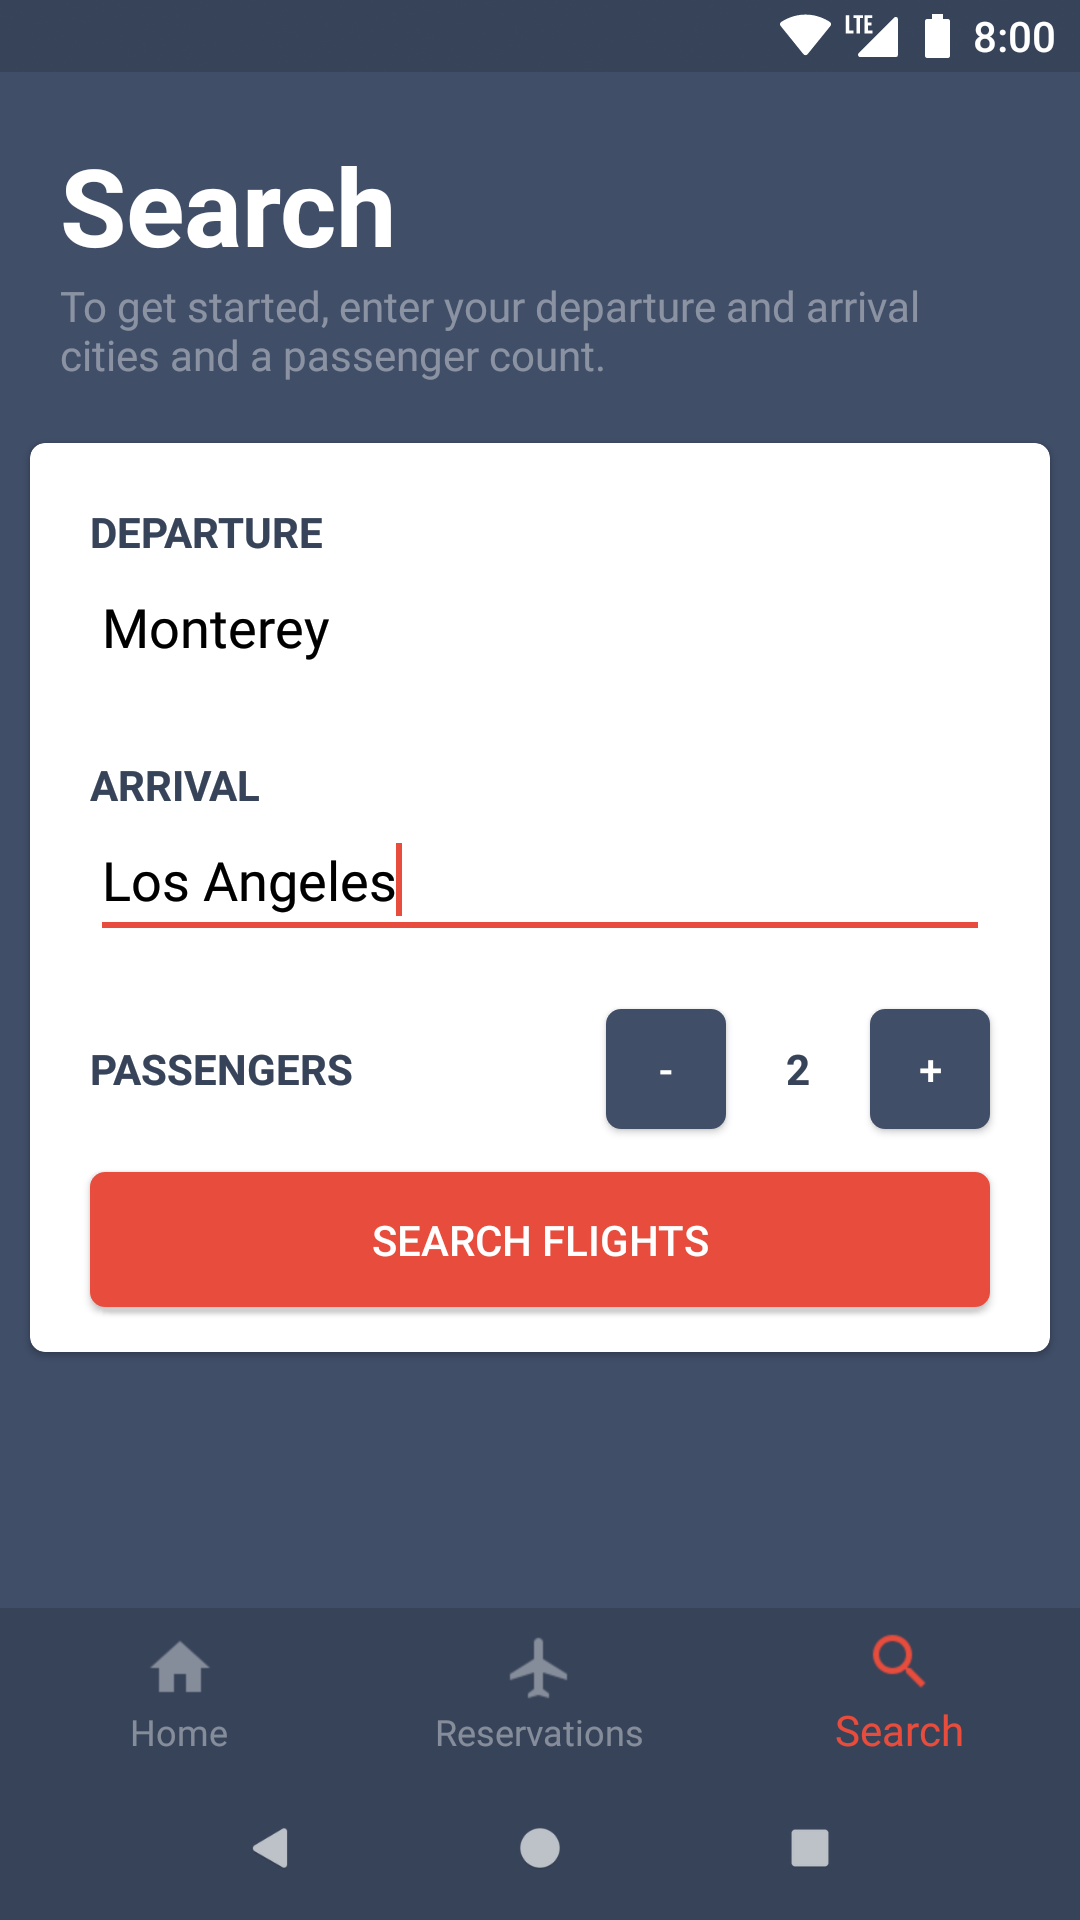 LTE 8:00
Search
To get started, enter your departure and arrival
cities and a passenger count.
DEPARTURE
Monterey
ARRIVAL
Los Angeles
PASSENGERS - 2 +
SEARCH FLIGHTS
Home Reservations Search